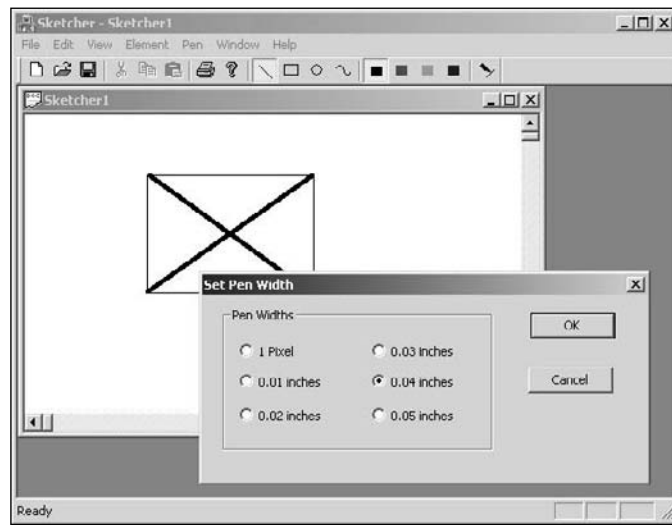 Sketcher - Sketcher1
File Edit View Element Pen Window Help
Sketcher1
Set Pen Width
Pen Widths
1 Pixel
0.03 inches
0.01 inches
0.04 inches
0.02 inches
0.05 inches
OK
Cancel
Ready